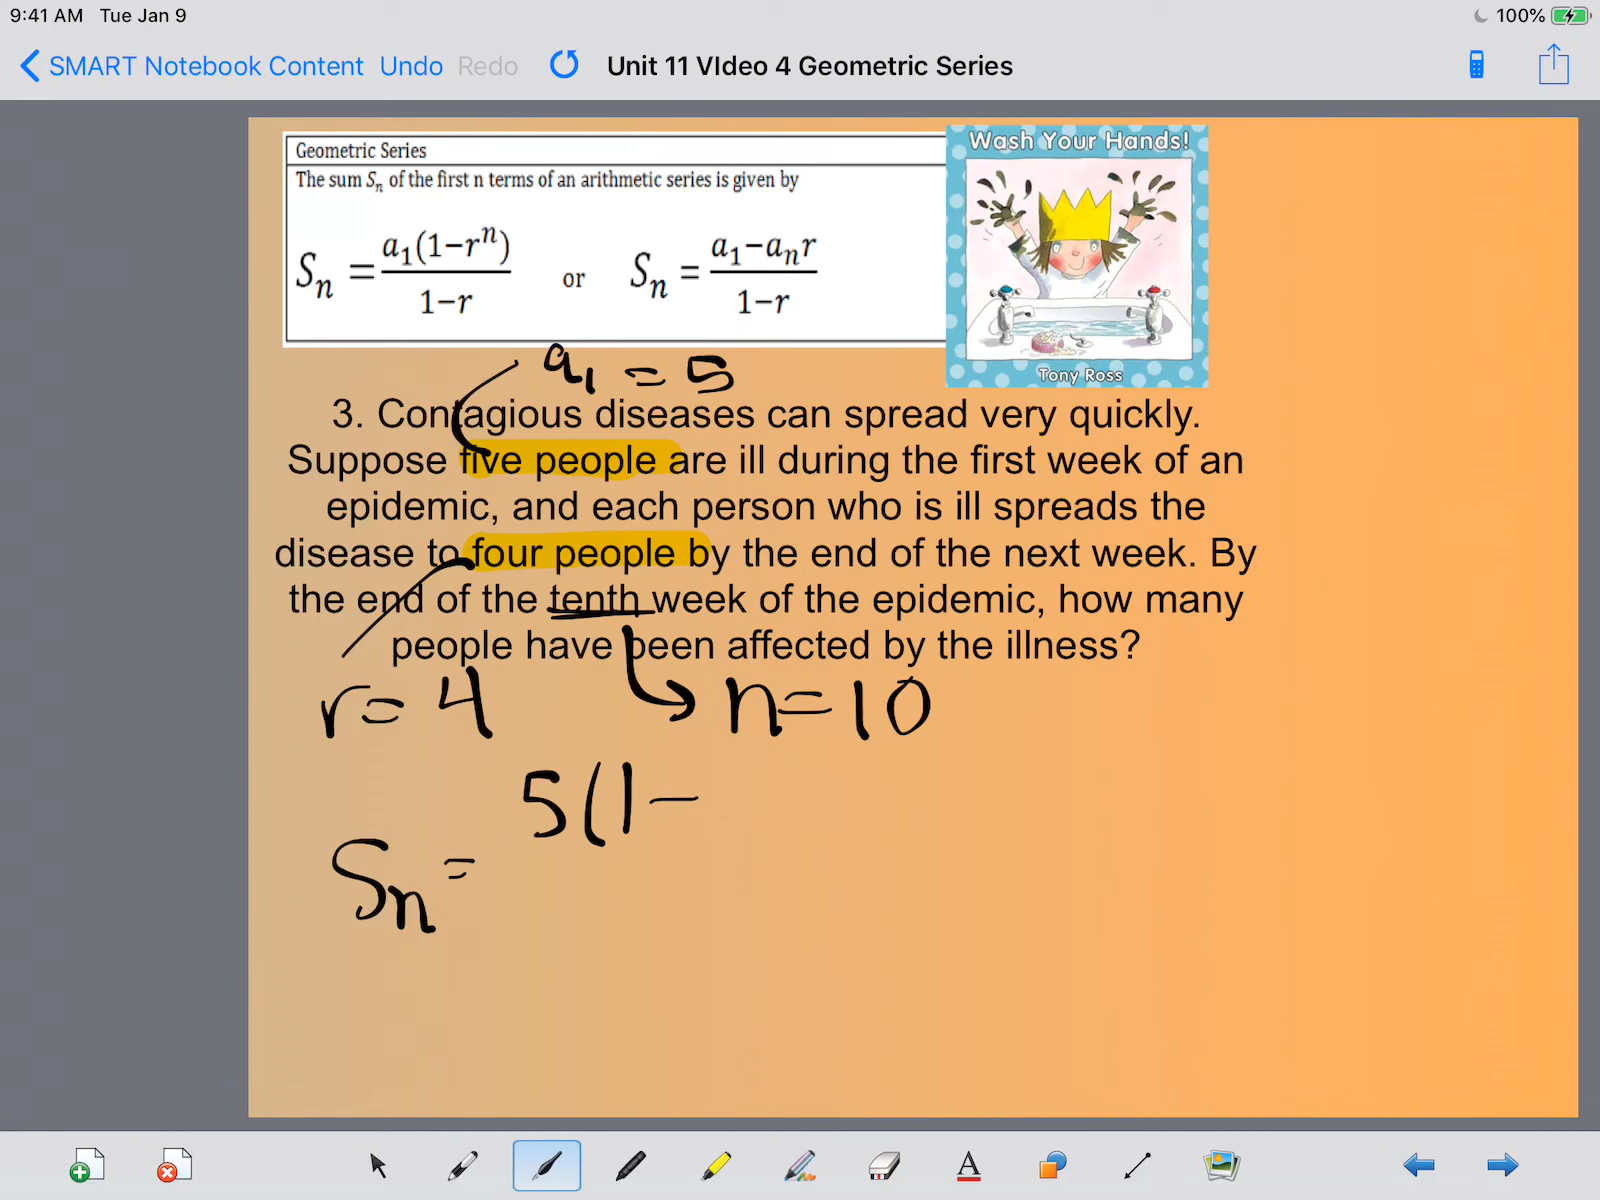 9:41 AM Tue Jan 9 100%
SMART Notebook Content Undo Redo Unit 11 VIdeo 4 Geometric Series
Geometric Series
The sum Sₙ of the first n terms of an arithmetic series is given by
Sₙ = a₁(1−rⁿ)/1−r or Sₙ = a₁−aₙr/1−r
Wash Your Hands!
Tony Ross
a₁ = 5
3. Contagious diseases can spread very quickly.
Suppose five people are ill during the first week of an
epidemic, and each person who is ill spreads the
disease to four people by the end of the next week. By
the end of the tenth week of the epidemic, how many
people have been affected by the illness?
r = 4 n = 10
Sₙ = 5(1 −
A